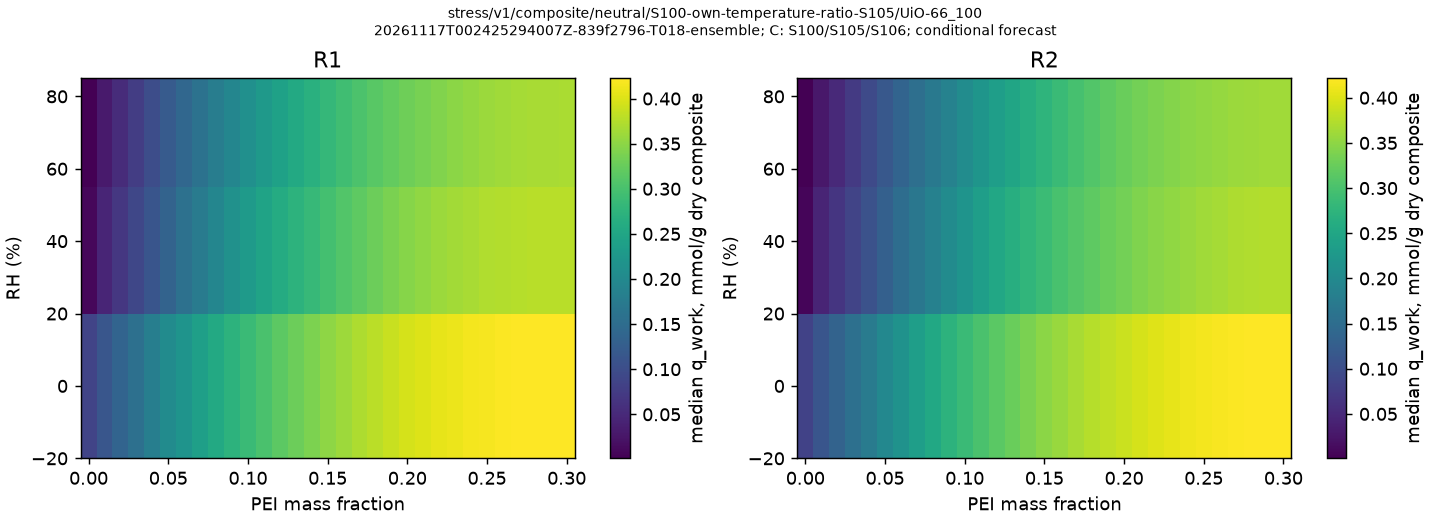 stress/v1/composite/neutral/S100-own-temperature-ratio-S105/UiO-66_100
20261117T002425294007Z-839f2796-T018-ensemble; C: S100/S105/S106; conditional forecast
R1
RH (%)
80
60
40
20
0
−20
0.00 0.05 0.10 0.15 0.20 0.25 0.30
PEI mass fraction
0.40
0.35
0.30
0.25
0.20
0.15
0.10
0.05
median q_work, mmol/g dry composite
R2
RH (%)
80
60
40
20
0
−20
0.00 0.05 0.10 0.15 0.20 0.25 0.30
PEI mass fraction
0.40
0.35
0.30
0.25
0.20
0.15
0.10
0.05
median q_work, mmol/g dry composite